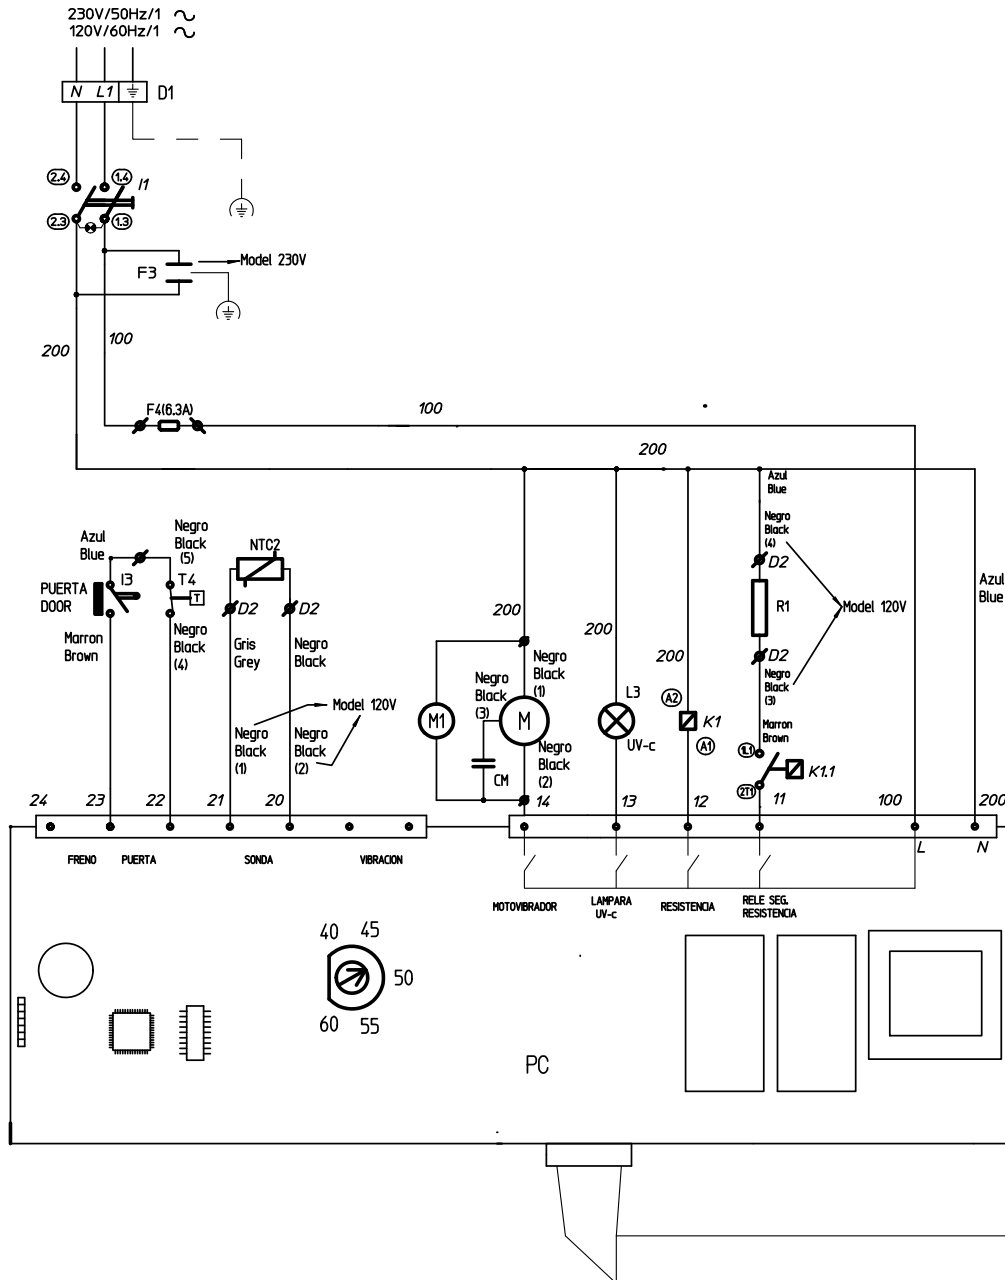 230V/50Hz/1
120V/60Hz/1
N L1 D1
2.4 1.4 I1
2.3 1.3
F3 Model 230V
200 100
F4(6.3A) 100
200
Azul
Blue
Negro
Black
(5)
NTC2
Azul
Blue
Negro
Black
(4)
D2
PUERTA
DOOR
I3 T4
T
D2 D2
R1
Model 120V
Azul
Blue
200
200
Marron
Brown
Negro
Black
(4)
Gris
Grey
Negro
Black
200
D2
Negro
Black
(3)
Negro
Black
(1)
Negro
Black
(3)
Model 120V
L3
A2
M1 M K1
UV-c A1
Marron
Brown
1L1
K1.1
2T1
Negro
Black
(1)
Negro
Black
(2)
Negro
Black
(2)
CM
24 23 22 21 20 14 13 12 11 100 200
L N
FRENO PUERTA SONDA VIBRACION
MOTOVIBRADOR
LAMPARA
UV-c
RESISTENCIA
RELE SEG.
RESISTENCIA
40 45
50
60 55
PC